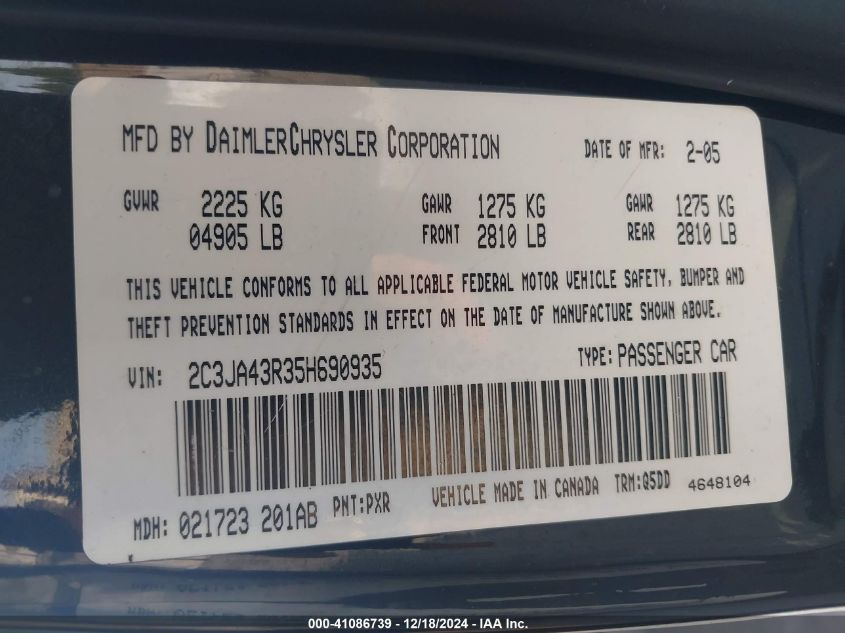 MFD BY DAIMLERCHRYSLER CORPORATION DATE OF MFR: 2-05
GVWR 2225 KG GAWR 1275 KG GAWR 1275 KG
04905 LB FRONT 2810 LB REAR 2810 LB
THIS VEHICLE CONFORMS TO ALL APPLICABLE FEDERAL MOTOR VEHICLE SAFETY, BUMPER AND
THEFT PREVENTION STANDARDS IN EFFECT ON THE DATE OF MANUFACTURE SHOWN ABOVE.
VIN: 2C3JA43R35H690935 TYPE: PASSENGER CAR
MDH: 021723 201AB PNT:PXR VEHICLE MADE IN CANADA TRM:Q5DD 4648104
000-41086739 - 12/18/2024 - IAA Inc.